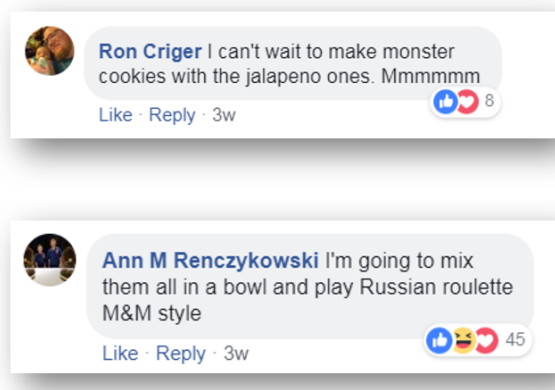 Ron Criger I can't wait to make monster
cookies with the jalapeno ones. Mmmmmm
8
Like · Reply · 3w
Ann M Renczykowski I'm going to mix
them all in a bowl and play Russian roulette
M&M style
45
Like · Reply · 3w